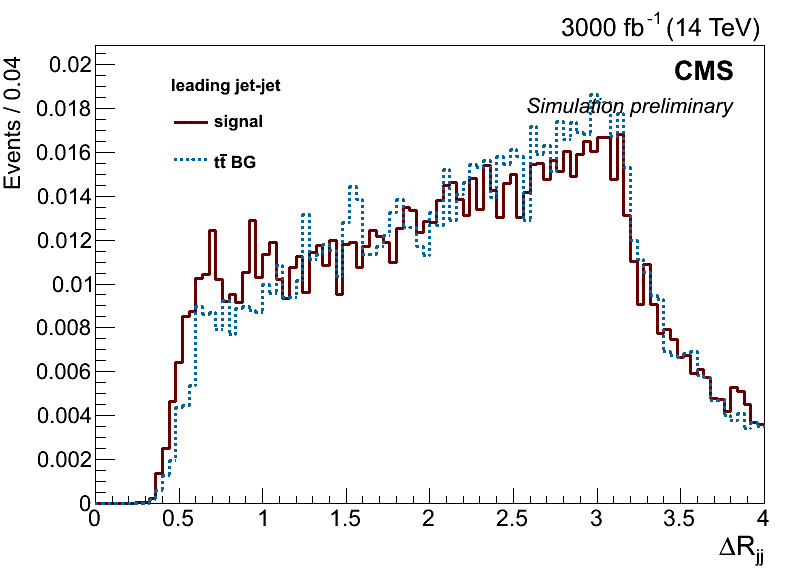 3000 fb⁻¹ (14 TeV)
CMS
Simulation preliminary
Events / 0.04
0.02
0.018
0.016
0.014
0.012
0.01
0.008
0.006
0.004
0.002
0
leading jet-jet
signal
tt̄ BG
0 0.5 1 1.5 2 2.5 3 3.5 4
ΔR_jj